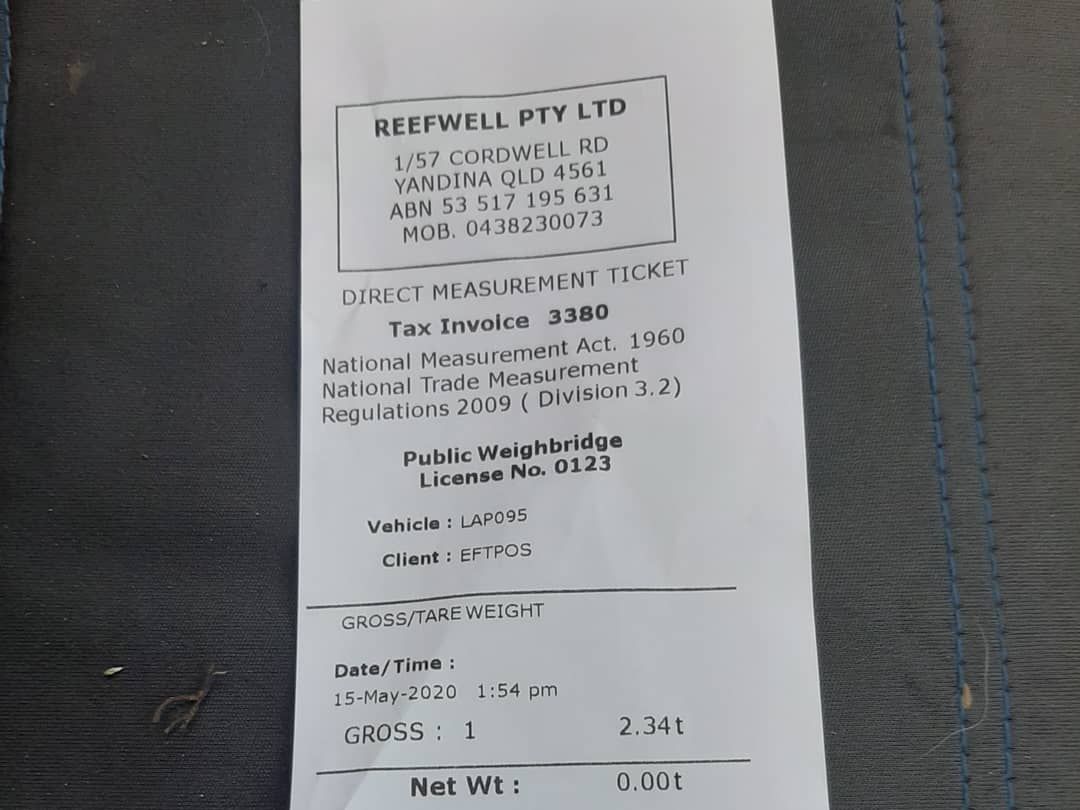 REEFWELL PTY LTD
1/57 CORDWELL RD
YANDINA QLD 4561
ABN 53 517 195 631
MOB. 0438230073
DIRECT MEASUREMENT TICKET
Tax Invoice 3380
National Measurement Act. 1960
National Trade Measurement
Regulations 2009 ( Division 3.2)
Public Weighbridge
License No. 0123
Vehicle : LAP095
Client : EFTPOS
GROSS/TARE WEIGHT
Date/Time :
15-May-2020 1:54 pm
GROSS : 1 2.34t
Net Wt : 0.00t